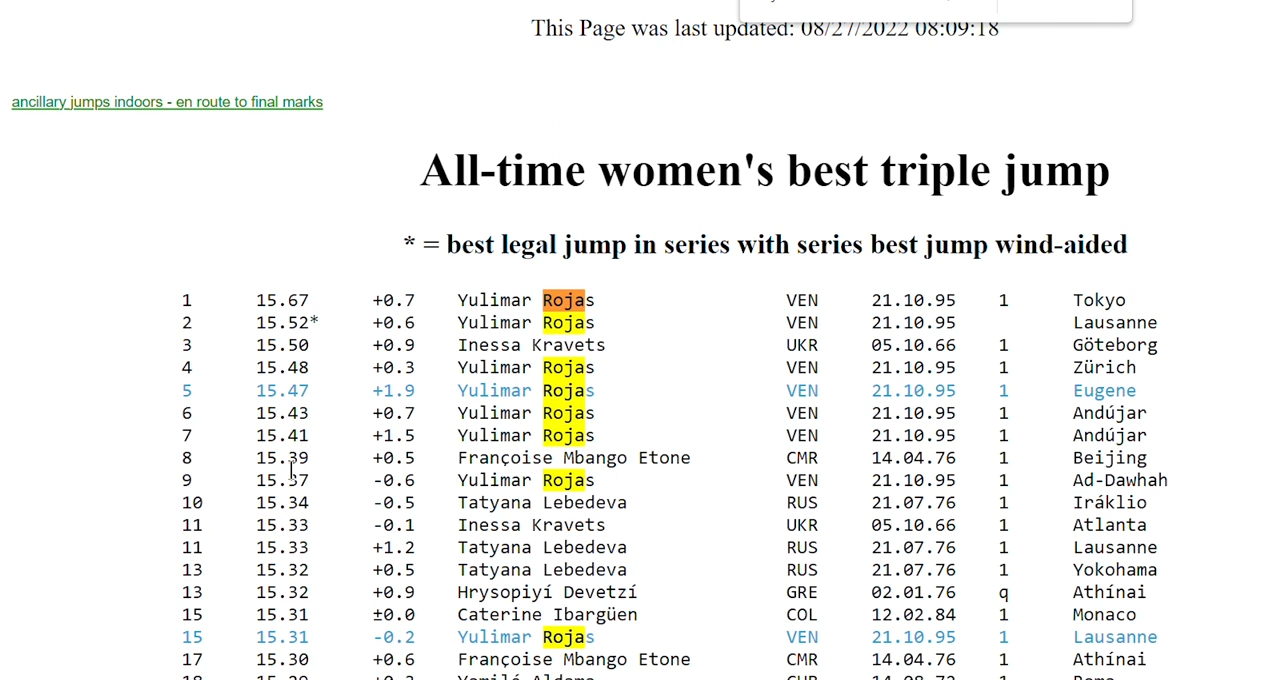 This Page was last updated: 08/27/2022 08:09:18
ancillary jumps indoors - en route to final marks
All-time women's best triple jump
* = best legal jump in series with series best jump wind-aided
1 15.67 +0.7 Yulimar Rojas VEN 21.10.95 1 Tokyo
2 15.52* +0.6 Yulimar Rojas VEN 21.10.95 Lausanne
3 15.50 +0.9 Inessa Kravets UKR 05.10.66 1 Göteborg
4 15.48 +0.3 Yulimar Rojas VEN 21.10.95 1 Zürich
5 15.47 +1.9 Yulimar Rojas VEN 21.10.95 1 Eugene
6 15.43 +0.7 Yulimar Rojas VEN 21.10.95 1 Andújar
7 15.41 +1.5 Yulimar Rojas VEN 21.10.95 1 Andújar
8 15.39 +0.5 Françoise Mbango Etone CMR 14.04.76 1 Beijing
9 15.37 -0.6 Yulimar Rojas VEN 21.10.95 1 Ad-Dawhah
10 15.34 -0.5 Tatyana Lebedeva RUS 21.07.76 1 Iráklio
11 15.33 -0.1 Inessa Kravets UKR 05.10.66 1 Atlanta
11 15.33 +1.2 Tatyana Lebedeva RUS 21.07.76 1 Lausanne
13 15.32 +0.5 Tatyana Lebedeva RUS 21.07.76 1 Yokohama
13 15.32 +0.9 Hrysopiyí Devetzí GRE 02.01.76 q Athínai
15 15.31 ±0.0 Caterine Ibargüen COL 12.02.84 1 Monaco
15 15.31 -0.2 Yulimar Rojas VEN 21.10.95 1 Lausanne
17 15.30 +0.6 Françoise Mbango Etone CMR 14.04.76 1 Athínai